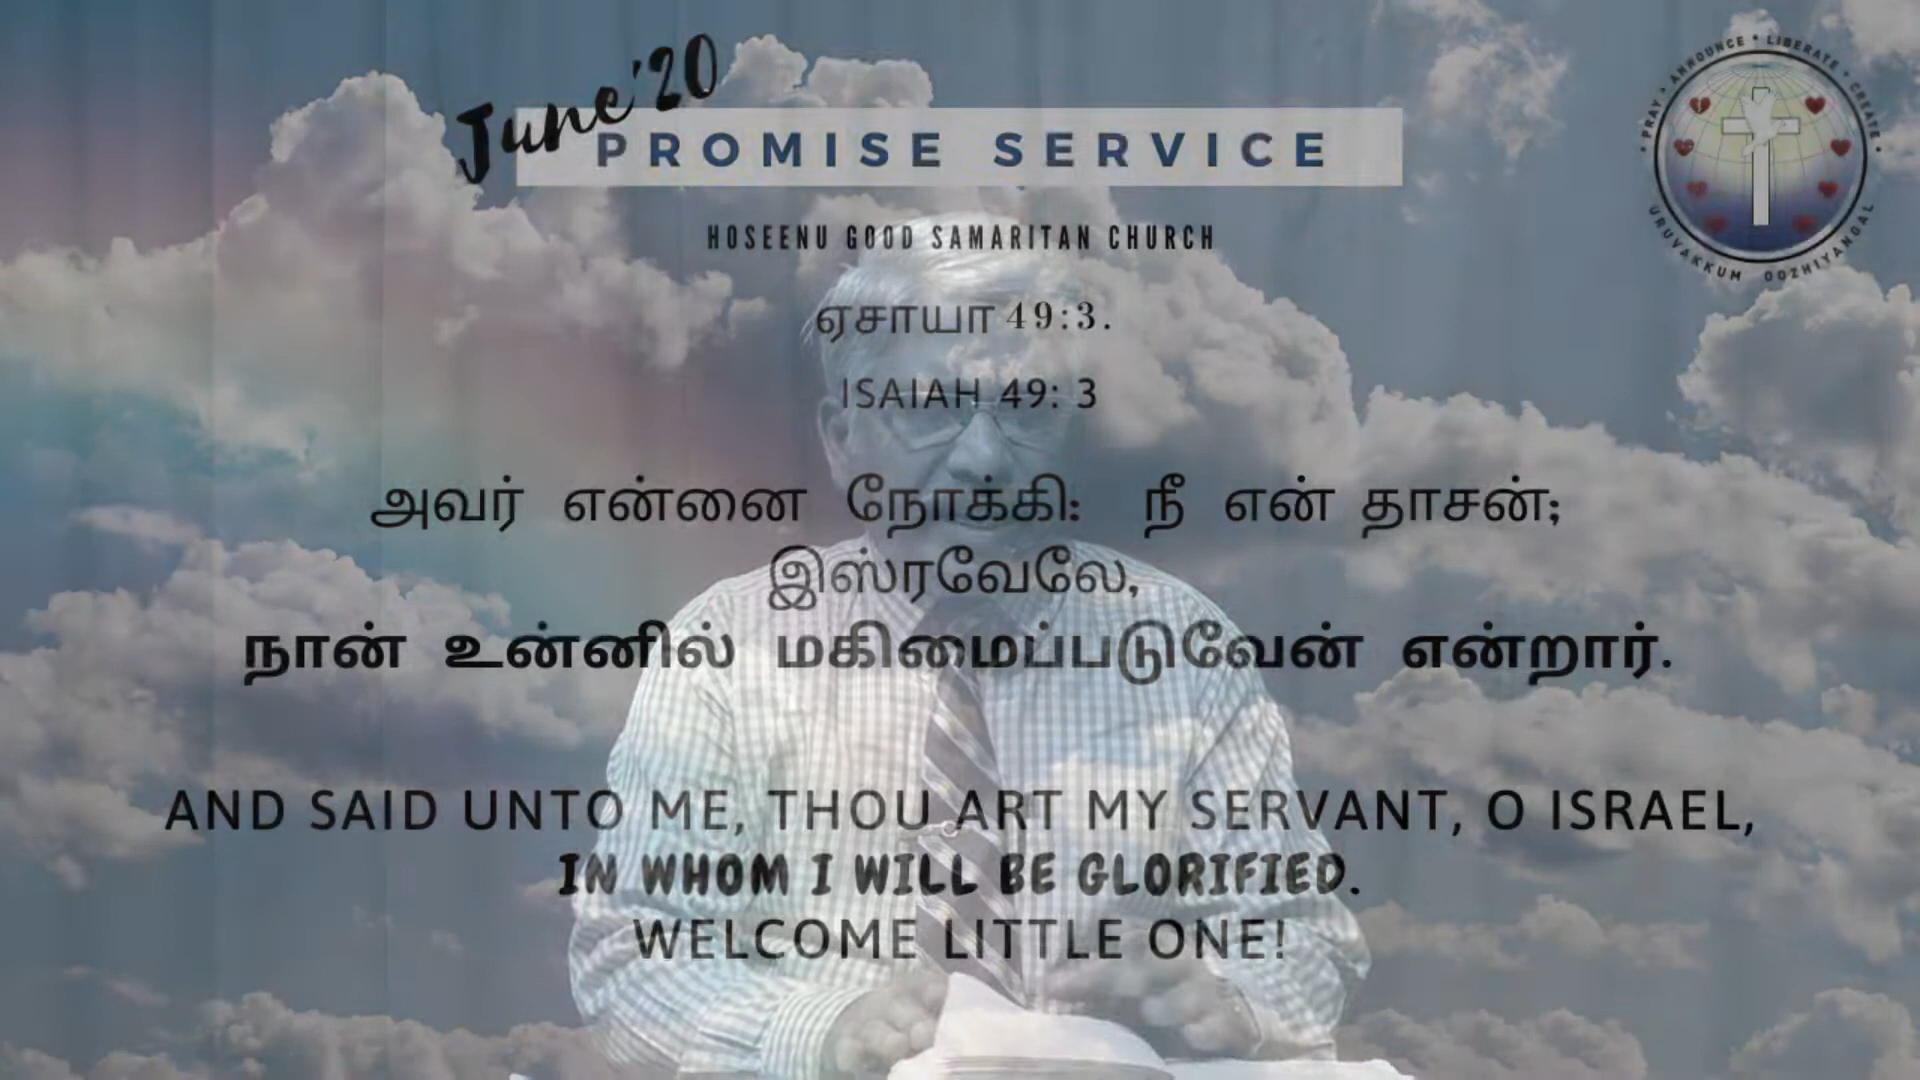 June'20
PROMISE SERVICE
HOSEENU GOOD SAMARITAN CHURCH
ஏசாயா 49:3.
ISAIAH 49: 3
அவர் என்னை நோக்கி: நீ என் தாசன்;
இஸ்ரவேலே,
நான் உன்னில் மகிமைப்படுவேன் என்றார்.
AND SAID UNTO ME, THOU ART MY SERVANT, O ISRAEL,
IN WHOM I WILL BE GLORIFIED.
WELCOME LITTLE ONE!
• PRAY • ANNOUNCE • LIBERATE • CREATE •
URUVAKKUM OOZHIYANGAL